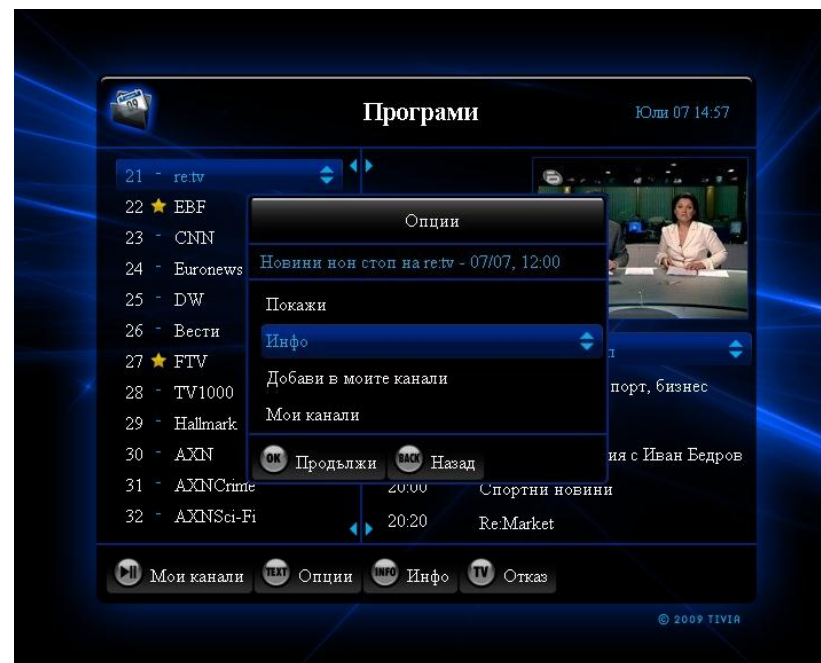 09
Програми
Юли 07 14:57
21 - re:tv
22 EBF
23 - CNN
24 - Euronews
25 - DW
26 - Вести
27 FTV
28 - TV1000
29 - Hallmark
30 - AXN
31 - AXNCrime
32 - AXNSci-Fi
Опции
Новини нон стоп на re:tv - 07/07, 12:00
Покажи
Инфо
Добави в моите канали
Мои канали
OK Продължи BACK Назад
порт, бизнес
ия с Иван Бедров
20:00 Спортни новини
20:20 Re:Market
Мои канали TEXT Опции INFO Инфо TV Отказ
© 2009 TIVIA